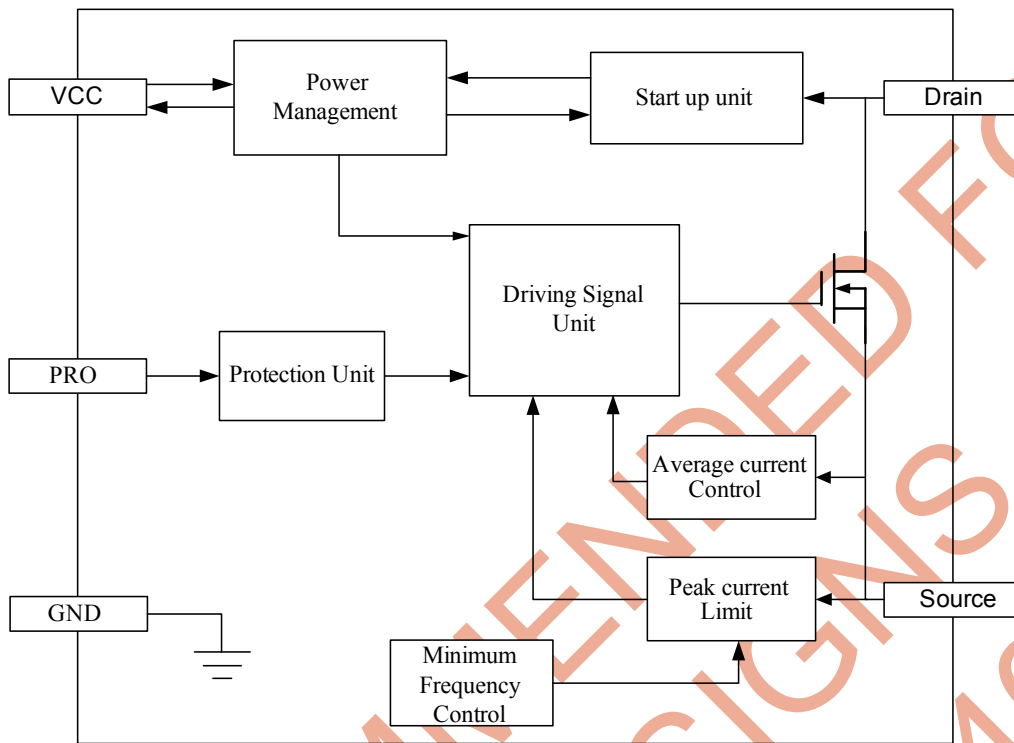 VCC
Power
Management
Start up unit
Drain
Driving Signal
Unit
PRO
Protection Unit
Average current
Control
GND
Peak current
Limit
Source
Minimum
Frequency
Control